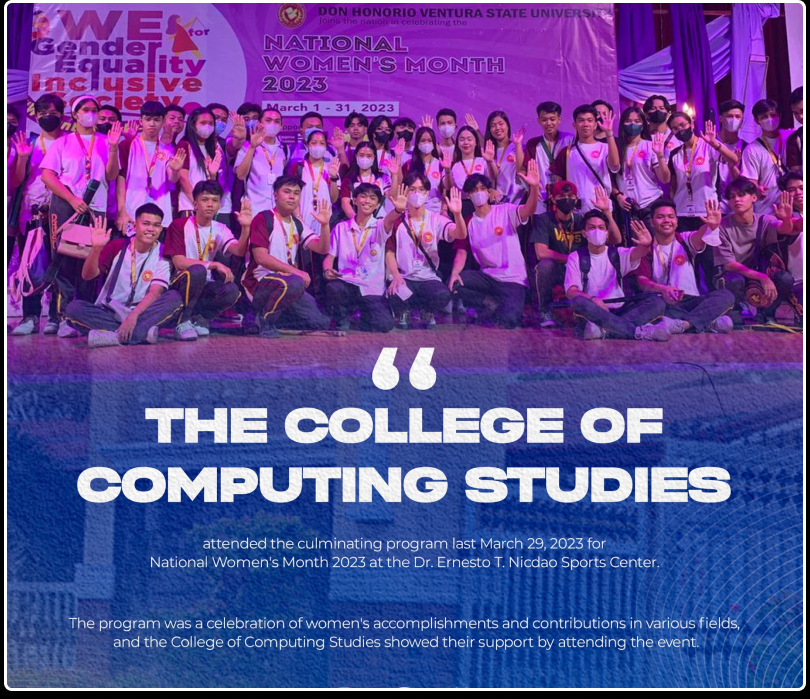 WE for
Gender
Equality
Inclusive
Society
DON HONORIO VENTURA STATE UNIVERSITY
joins the nation in celebrating the
NATIONAL
WOMEN'S MONTH
2023
March 1 - 31, 2023
VANS
“
THE COLLEGE OF
COMPUTING STUDIES
attended the culminating program last March 29, 2023 for
National Women's Month 2023 at the Dr. Ernesto T. Nicdao Sports Center.
The program was a celebration of women's accomplishments and contributions in various fields,
and the College of Computing Studies showed their support by attending the event.